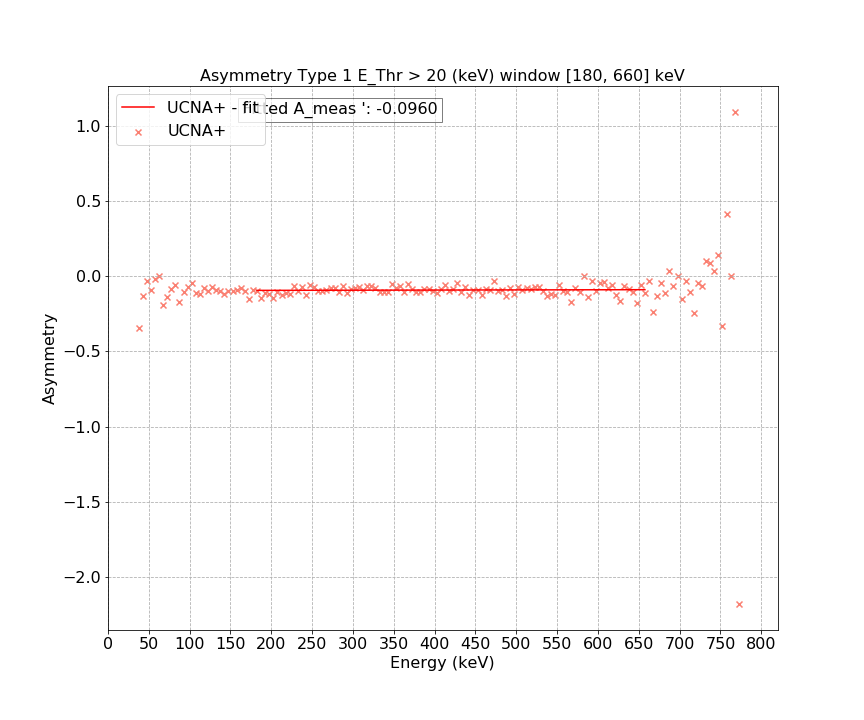 Asymmetry Type 1 E_Thr > 20 (keV) window [180, 660] keV
UCNA+ - fit
ted A_meas ': -0.0960
UCNA+
1.0
0.5
0.0
−0.5
−1.0
−1.5
−2.0
Asymmetry
0 50 100 150 200 250 300 350 400 450 500 550 600 650 700 750 800
Energy (keV)